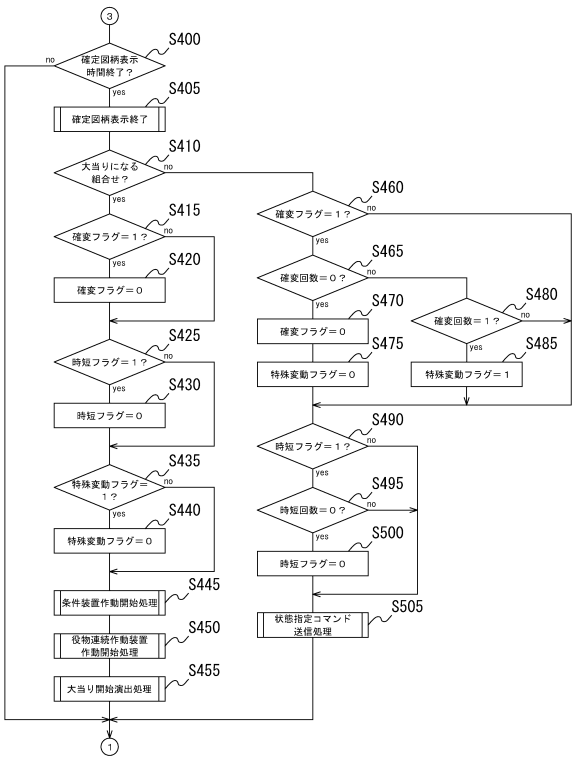 3
S400
確定図柄表示
時間終了？
no
yes
S405
確定図柄表示終了
S410
大当りになる
組合せ？
no
yes
S415
確変フラグ＝１？
no
yes
S420
確変フラグ＝０
S425
時短フラグ＝１？
no
yes
S430
時短フラグ＝０
S435
特殊変動フラグ＝
１？
no
yes
S440
特殊変動フラグ＝０
S445
条件装置作動開始処理
S450
役物連続作動装置
作動開始処理
S455
大当り開始演出処理
1
S460
確変フラグ＝１？
no
yes
S465
確変回数＝０？
no
yes
S470
確変フラグ＝０
S475
特殊変動フラグ＝０
S480
確変回数＝１？
no
yes
S485
特殊変動フラグ＝１
S490
時短フラグ＝１？
no
yes
S495
時短回数＝０？
no
yes
S500
時短フラグ＝０
S505
状態指定コマンド
送信処理